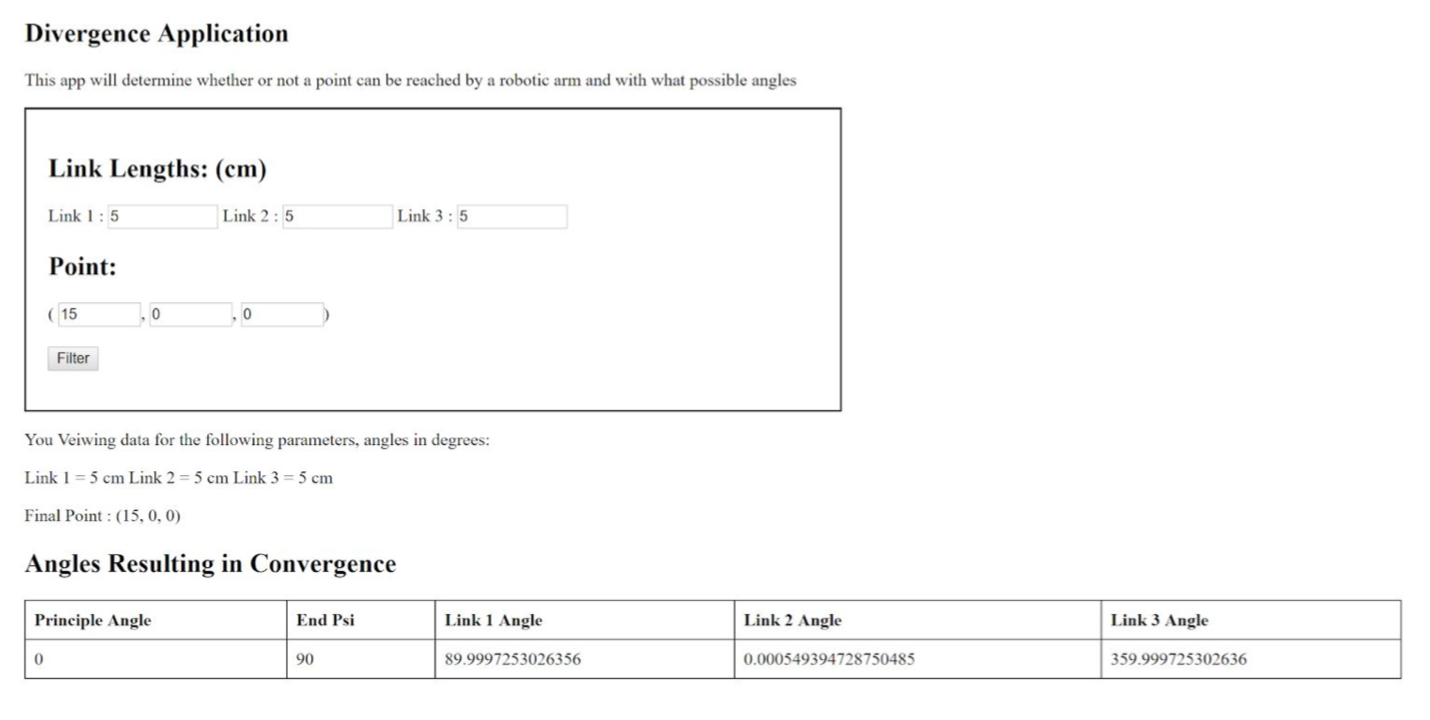 Divergence Application
This app will determine whether or not a point can be reached by a robotic arm and with what possible angles
Link Lengths: (cm)
Link 1 : 5 Link 2 : 5 Link 3 : 5
Point:
( 15 , 0 , 0 )
Filter
You Veiwing data for the following parameters, angles in degrees:
Link 1 = 5 cm Link 2 = 5 cm Link 3 = 5 cm
Final Point : (15, 0, 0)
Angles Resulting in Convergence
Principle Angle End Psi Link 1 Angle Link 2 Angle Link 3 Angle
0 90 89.9997253026356 0.000549394728750485 359.999725302636